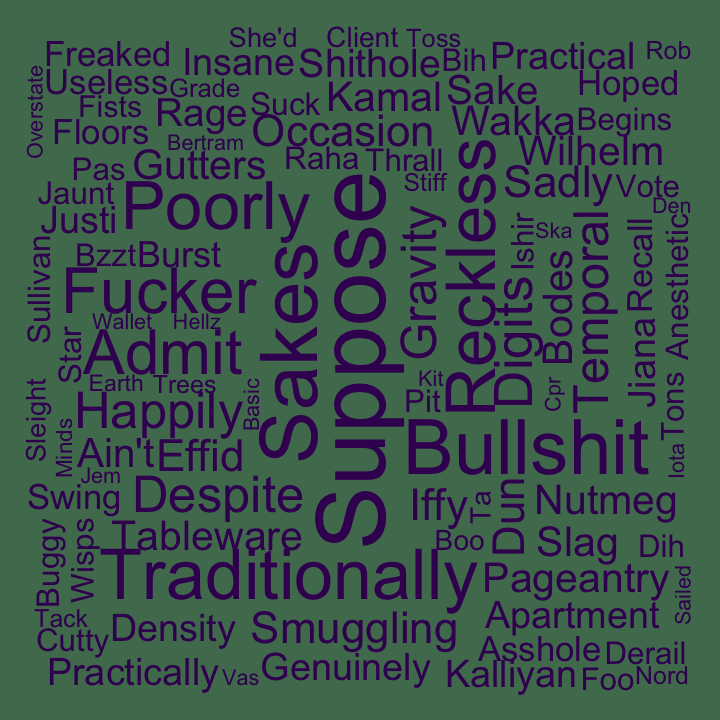 She'd
Client
Toss
Freaked
Insane
Shithole
Bih
Practical
Rob
Overstate
Useless
Grade
Suck
Kamal
Sake
Hoped
Fists
Rage
Occasion
Wakka
Begins
Floors
Bertram
Raha
Thrall
Wilhelm
Pas
Gutters
Stiff
Sadly
Vote
Jaunt
Poorly
Suppose
Reckless
Den
Justi
Gravity
Ishir
Ska
Temporal
Recall
Anesthetic
Sullivan
Bzzt
Burst
Sakes
Digits
Bodes
Fucker
Wallet
Hellz
Star
Admit
Jiana
Earth
Trees
Basic
Kit
Pit
Cpr
Tons
Sleight
Happily
Minds
Ain't
Effid
Bullshit
Iota
Jem
Swing
Despite
Iffy
Ta
Dun
Nutmeg
Buggy
Wisps
Tableware
Boo
Slag
Dih
Traditionally
Pageantry
Sailed
Tack
Cutty
Density
Smuggling
Apartment
Asshole
Derail
Practically
Vas
Genuinely
Kalliyan
Foo
Nord